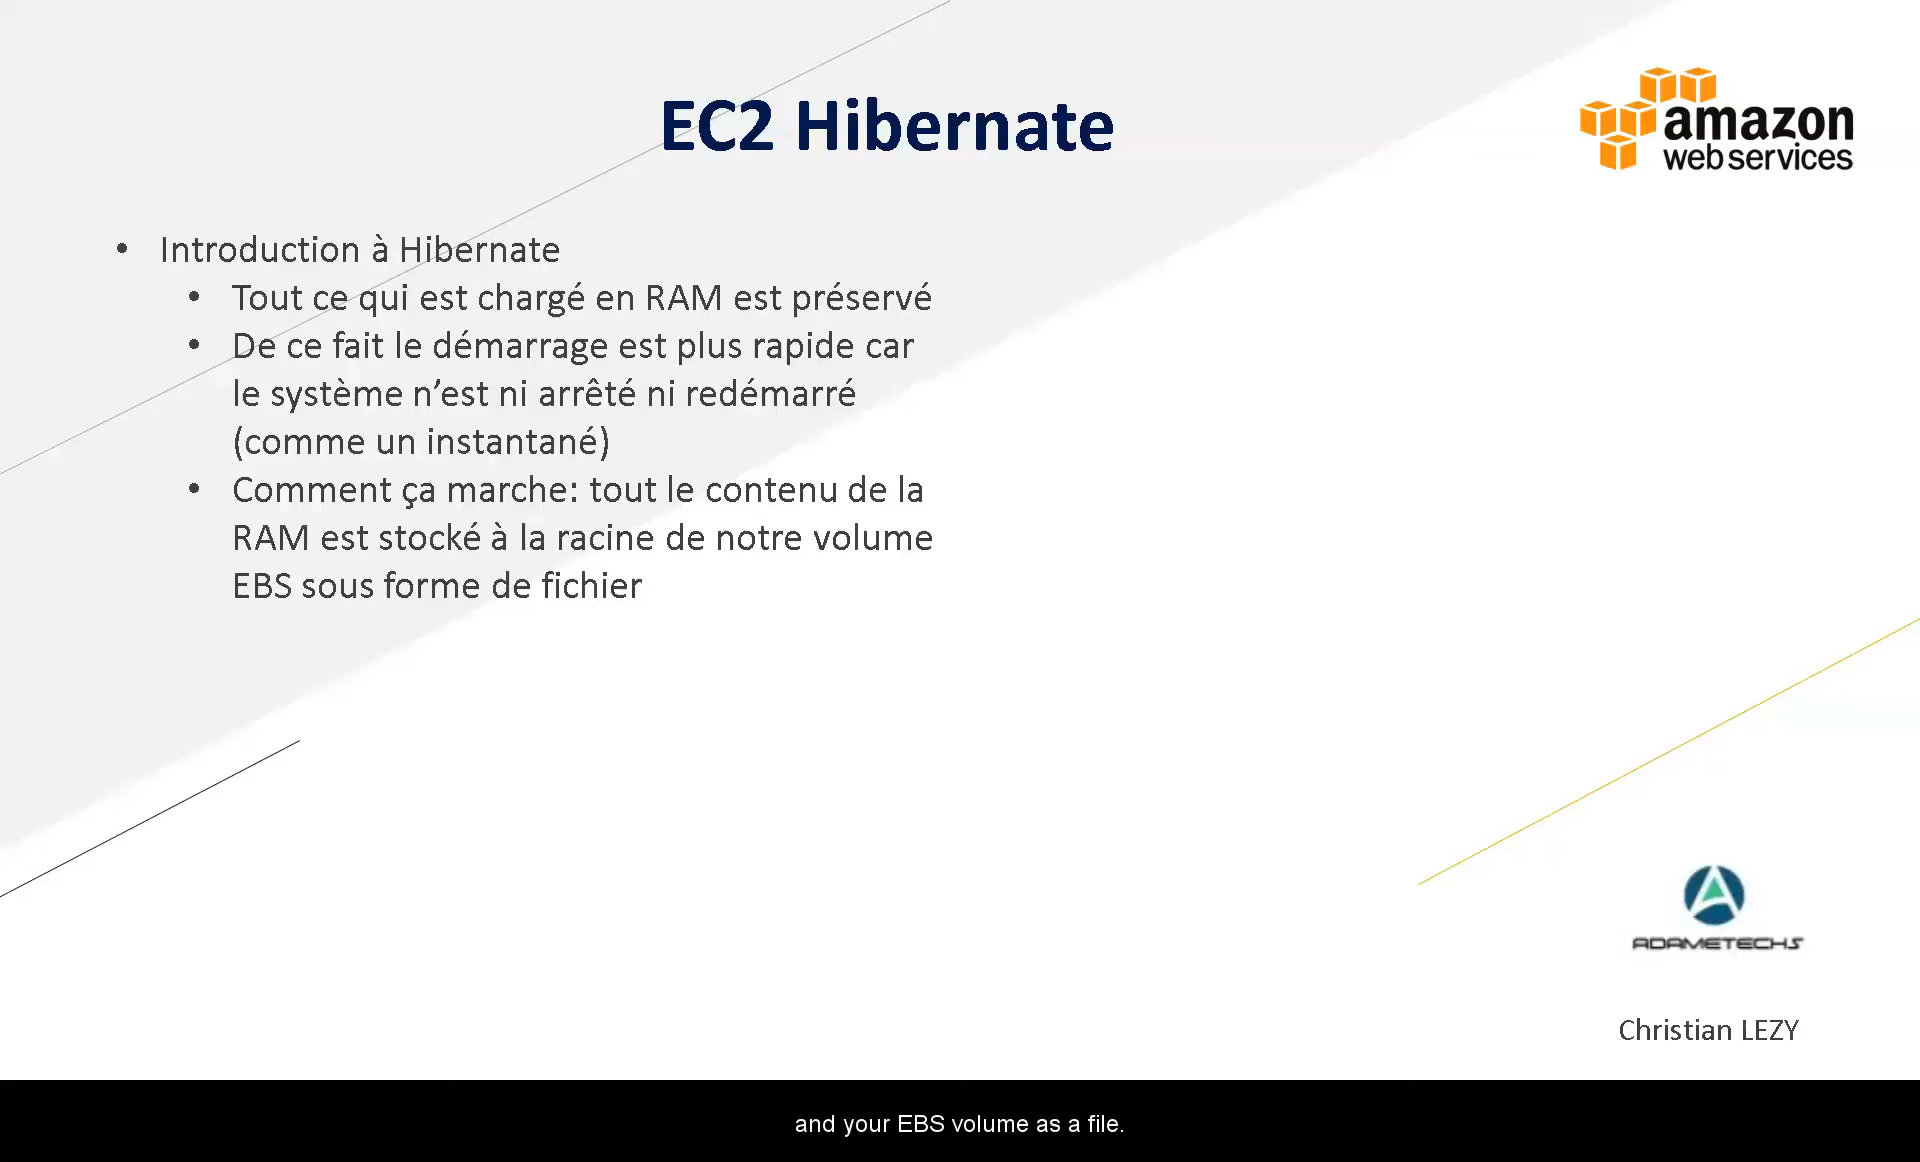 EC2 Hibernate
amazon
web services
• Introduction à Hibernate
• Tout ce qui est chargé en RAM est préservé
• De ce fait le démarrage est plus rapide car
le système n’est ni arrêté ni redémarré
(comme un instantané)
• Comment ça marche: tout le contenu de la
RAM est stocké à la racine de notre volume
EBS sous forme de fichier
ADAMETECHS
Christian LEZY
and your EBS volume as a file.